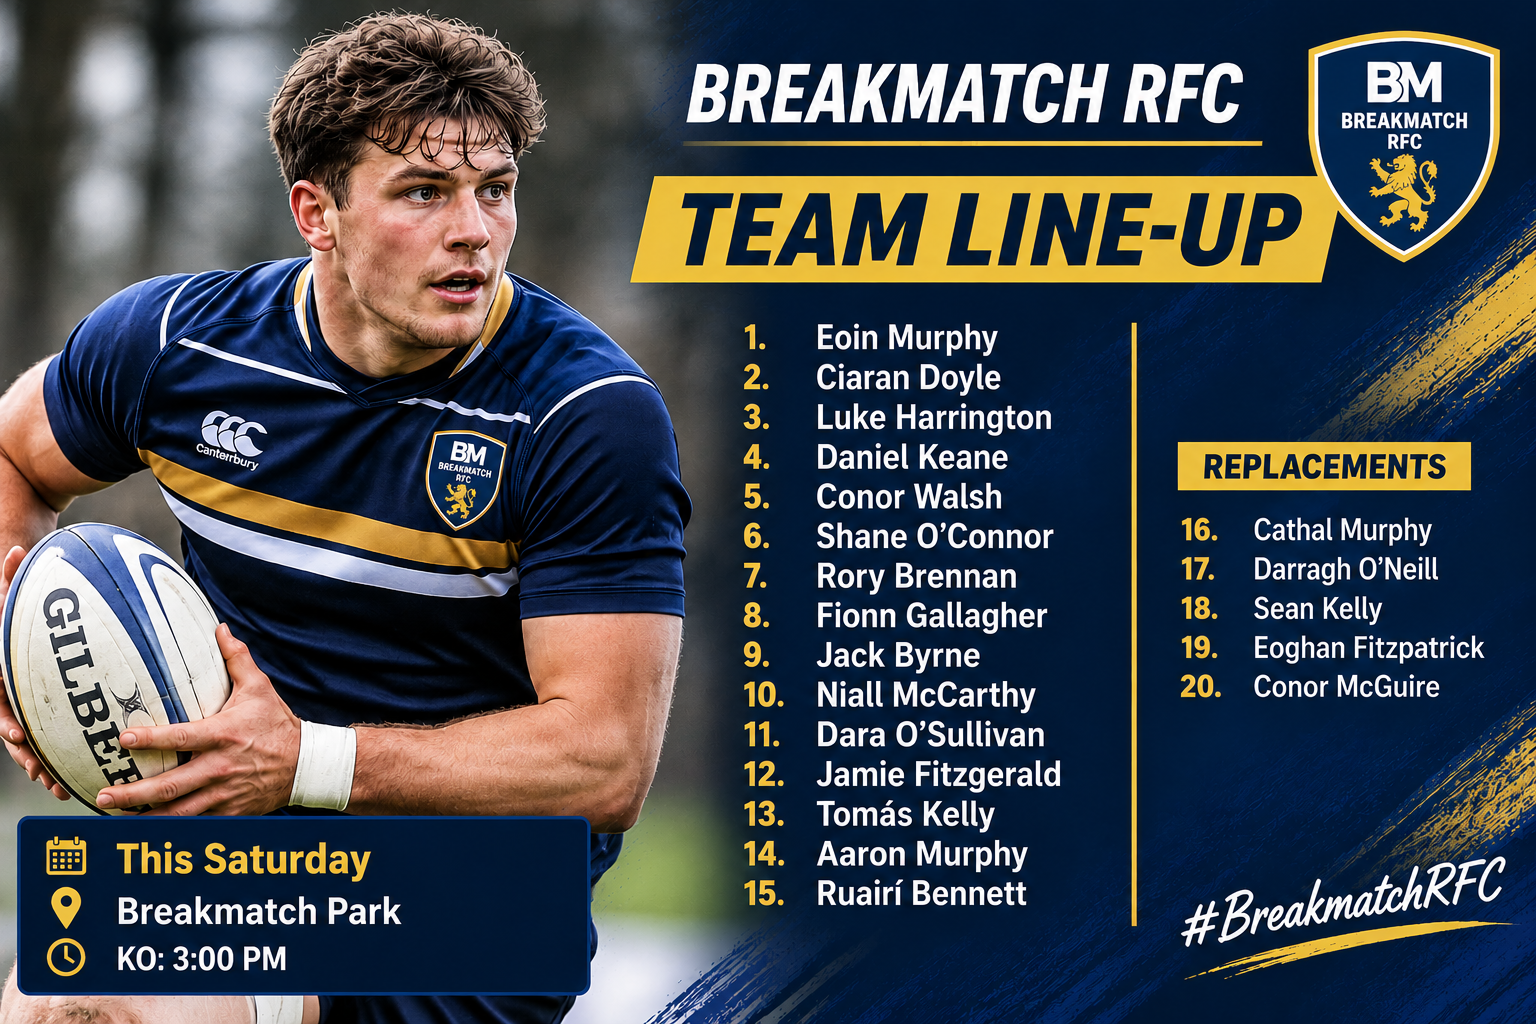 BREAKMATCH RFC
TEAM LINE-UP
BM
BREAKMATCH
RFC
1. Eoin Murphy
2. Ciaran Doyle
3. Luke Harrington
4. Daniel Keane
5. Conor Walsh
6. Shane O’Connor
7. Rory Brennan
8. Fionn Gallagher
9. Jack Byrne
10. Niall McCarthy
11. Dara O’Sullivan
12. Jamie Fitzgerald
13. Tomás Kelly
14. Aaron Murphy
15. Ruairí Bennett
REPLACEMENTS
16. Cathal Murphy
17. Darragh O’Neill
18. Sean Kelly
19. Eoghan Fitzpatrick
20. Conor McGuire
#BreakmatchRFC
Canterbury
BM
BREAKMATCH
RFC
This Saturday
Breakmatch Park
KO: 3:00 PM